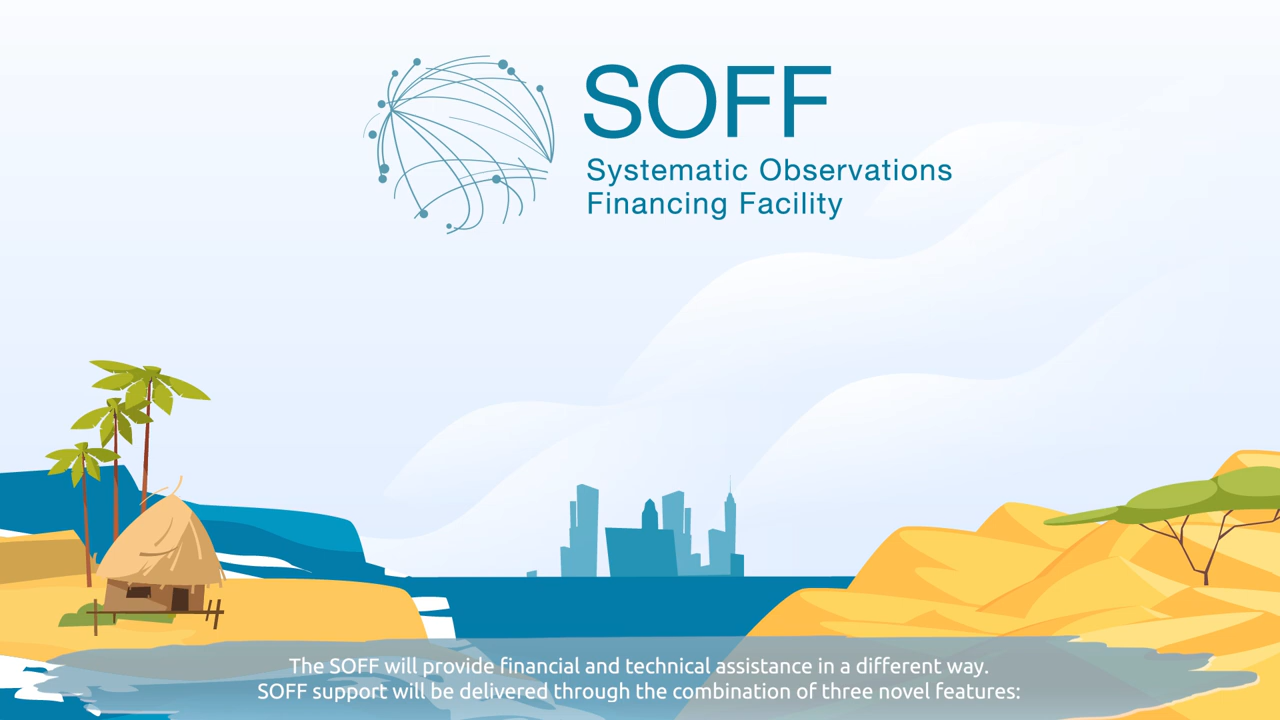 SOFF
Systematic Observations
Financing Facility
The SOFF will provide financial and technical assistance in a different way.
SOFF support will be delivered through the combination of three novel features: